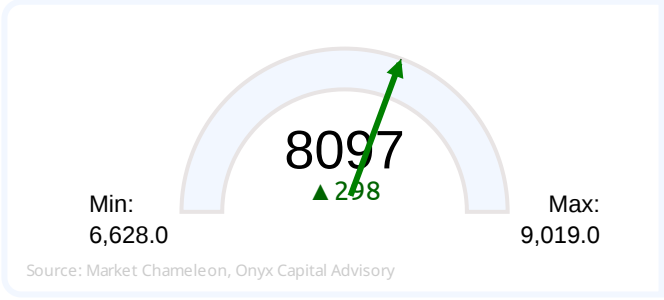 8097
▲298
Min:
6,628.0
Max:
9,019.0
Source: Market Chameleon, Onyx Capital Advisory